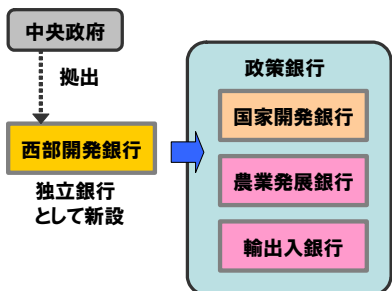 中央政府
拠出
西部開発銀行
独立銀行
として新設
政策銀行
国家開発銀行
農業発展銀行
輸出入銀行